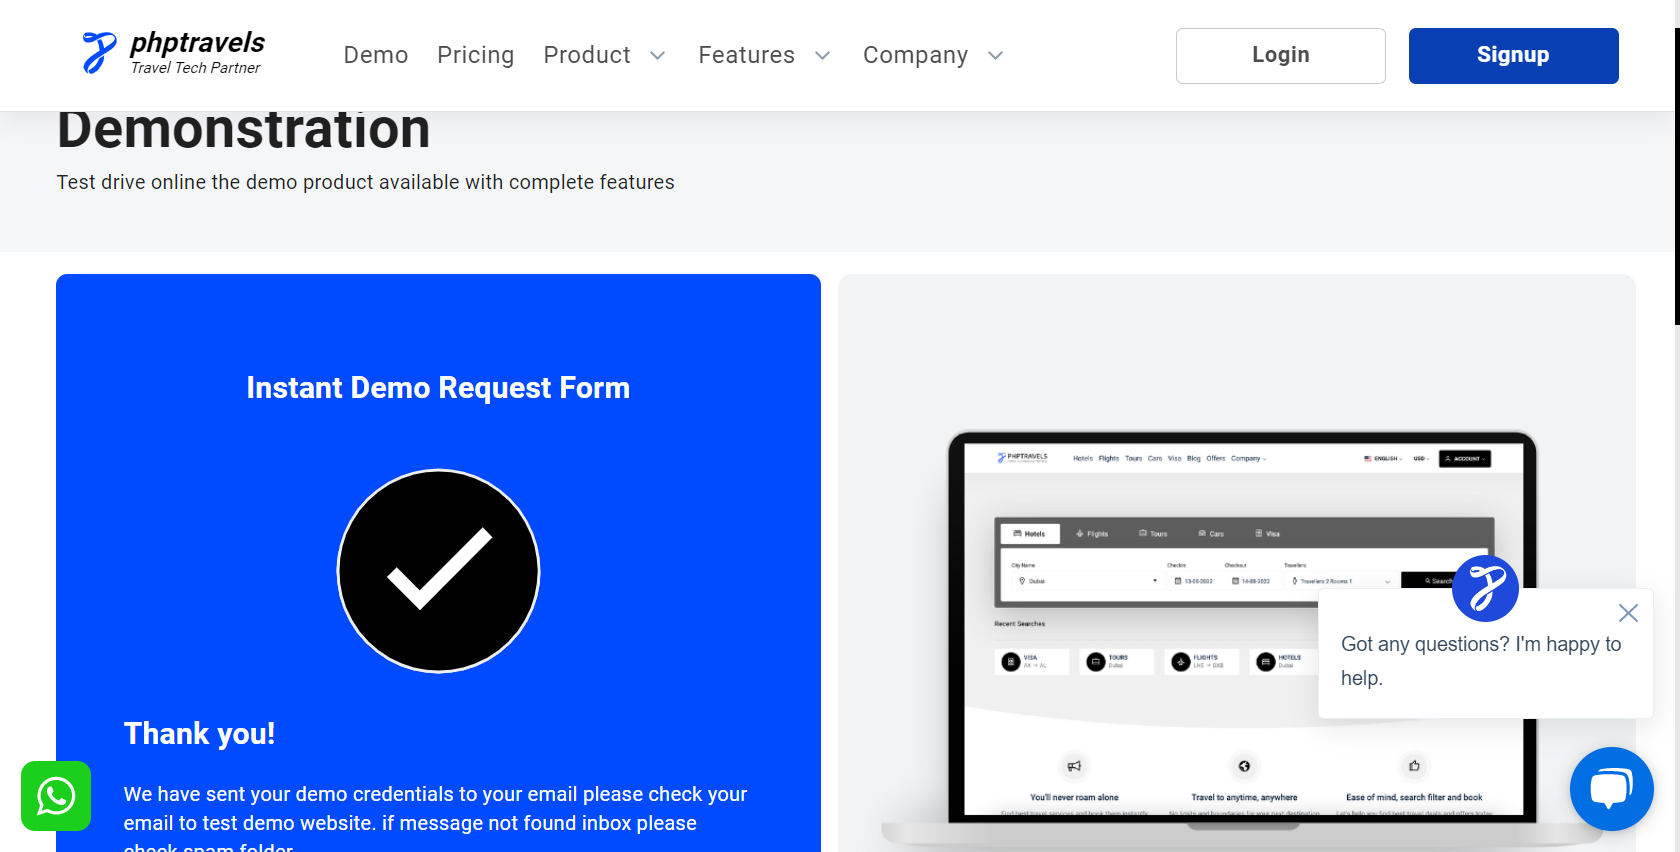 phptravels
Travel Tech Partner
Demo Pricing Product Features Company
Login Signup
Demonstration
Test drive online the demo product available with complete features
Instant Demo Request Form
Thank you!
We have sent your demo credentials to your email please check your
email to test demo website. if message not found inbox please
check spam folder
PHPTRAVELS
Hotels Flights Tours Cars Visa Blog Offers Company
ENGLISH USD ACCOUNT
Hotels Flights Tours Cars Visa
City Name Checkin Checkout Travellers
Dubai 13-08-2022 14-08-2022 Travellers 2 Rooms 1 Search
Recent Searches
VISA TOURS FLIGHTS HOTELS
AX → AL Dubai LHE → DXB Dubai
Got any questions? I'm happy to
help.
You'll never roam alone Travel to anytime, anywhere Ease of mind, search filter and book